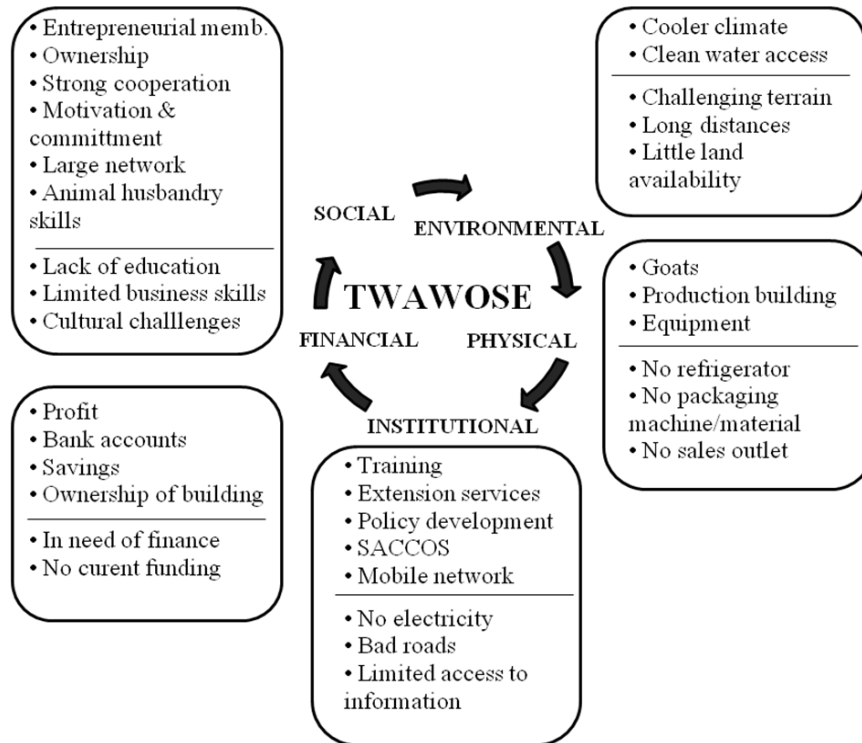 • Entrepreneurial memb.
• Ownership
• Strong cooperation
• Motivation &
committment
• Large network
• Animal husbandry
skills
• Lack of education
• Limited business skills
• Cultural challlenges
• Cooler climate
• Clean water access
• Challenging terrain
• Long distances
• Little land
availability
SOCIAL
ENVIRONMENTAL
TWAWOSE
FINANCIAL
PHYSICAL
INSTITUTIONAL
• Goats
• Production building
• Equipment
• No refrigerator
• No packaging
machine/material
• No sales outlet
• Profit
• Bank accounts
• Savings
• Ownership of building
• In need of finance
• No curent funding
• Training
• Extension services
• Policy development
• SACCOS
• Mobile network
• No electricity
• Bad roads
• Limited access to
information